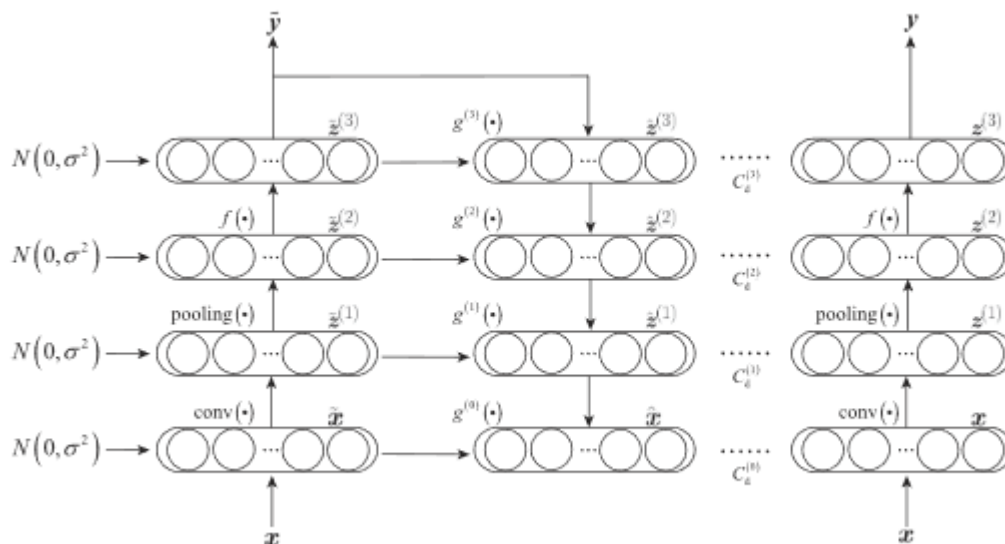 ỹ y
g⁽³⁾(•) z̃⁽³⁾ ẑ⁽³⁾ z⁽³⁾
N(0, σ²) ... ... ...... ...
C_d⁽³⁾
f(•) z̃⁽²⁾ g⁽²⁾(•) ẑ⁽²⁾ f(•) z⁽²⁾
N(0, σ²) ... ... ...... ...
C_d⁽²⁾
pooling(•) z̃⁽¹⁾ g⁽¹⁾(•) ẑ⁽¹⁾ pooling(•) z⁽¹⁾
N(0, σ²) ... ... ...... ...
C_d⁽¹⁾
conv(•) x̃ g⁽⁰⁾(•) x̂ conv(•) x
N(0, σ²) ... ... ...... ...
C_d⁽⁰⁾
x x